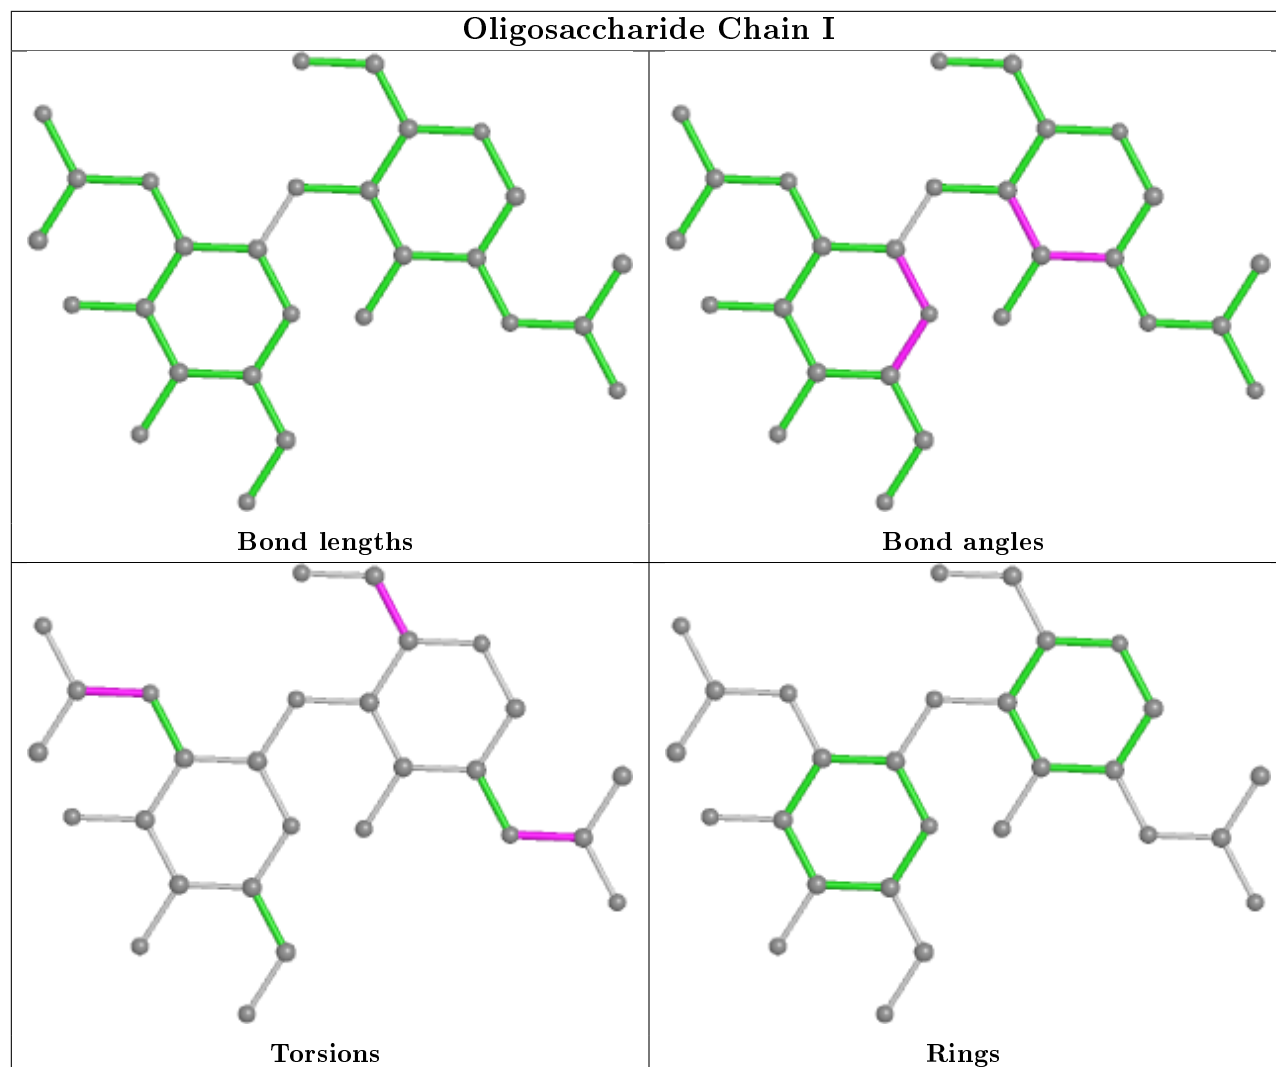 Oligosaccharide Chain I
Bond lengths
Bond angles
Torsions
Rings